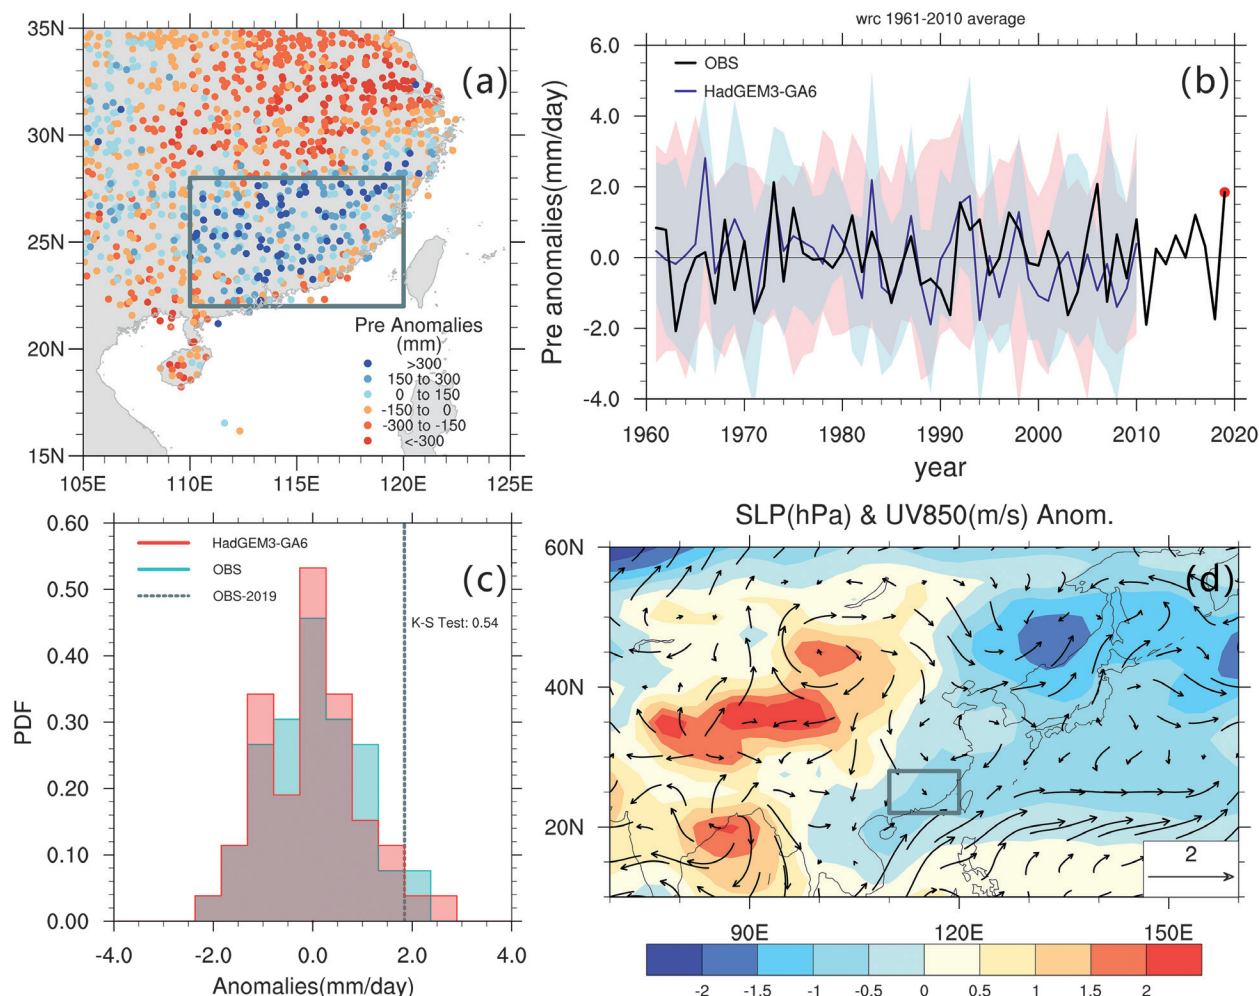 35N
30N
25N
20N
15N
105E 110E 115E 120E 125E
(a)
Pre Anomalies
(mm)
>300
150 to 300
0 to 150
-150 to 0
-300 to -150
<-300
wrc 1961-2010 average
6.0
4.0
2.0
0.0
-2.0
-4.0
Pre anomalies(mm/day)
OBS
HadGEM3-GA6
(b)
1960 1970 1980 1990 2000 2010 2020
year
0.60
0.50
0.40
0.30
0.20
0.10
0.00
PDF
HadGEM3-GA6
OBS
OBS-2019
(c)
K-S Test: 0.54
-4.0 -2.0 0.0 2.0 4.0
Anomalies(mm/day)
SLP(hPa) & UV850(m/s) Anom.
60N
40N
20N
(d)
2
90E 120E 150E
-2 -1.5 -1 -0.5 0 0.5 1 1.5 2